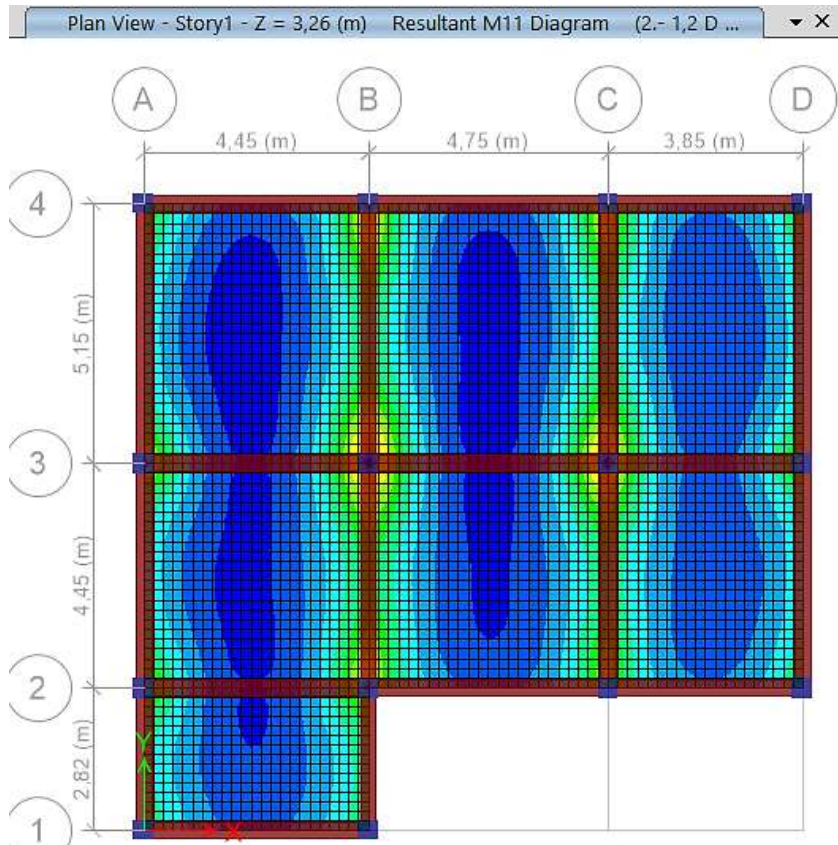 Plan View - Story1 - Z = 3,26 (m) Resultant M11 Diagram (2.- 1,2 D ...
A B C D
4,45 (m) 4,75 (m) 3,85 (m)
4
5,15 (m)
3
4,45 (m)
2
2,82 (m)
Y
1
X